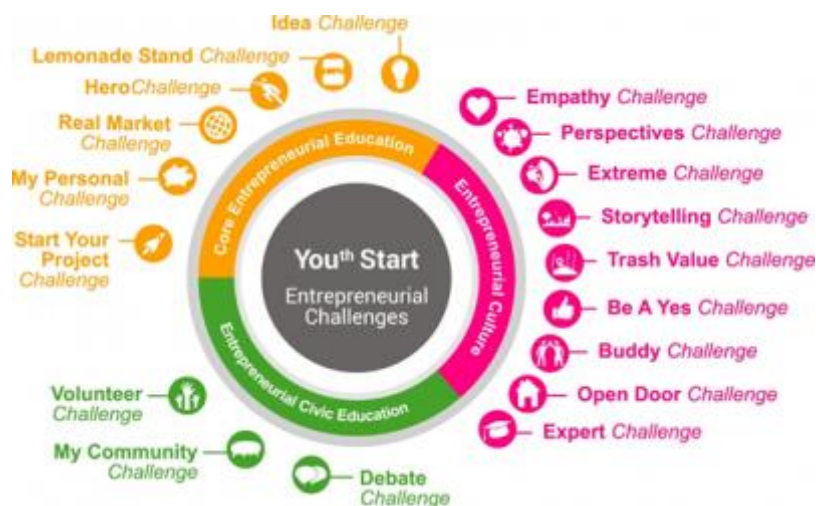 Idea Challenge
Lemonade Stand Challenge
HeroChallenge
Real Market
Challenge
My Personal
Challenge
Start Your
Project
Challenge
Core Entrepreneurial Education
Entrepreneurial Culture
Entrepreneurial Civic Education
Youth Start
Entrepreneurial
Challenges
Empathy Challenge
Perspectives Challenge
Extreme Challenge
Storytelling Challenge
Trash Value Challenge
Be A Yes Challenge
Buddy Challenge
Open Door Challenge
Expert Challenge
Volunteer
Challenge
My Community
Challenge
Debate
Challenge